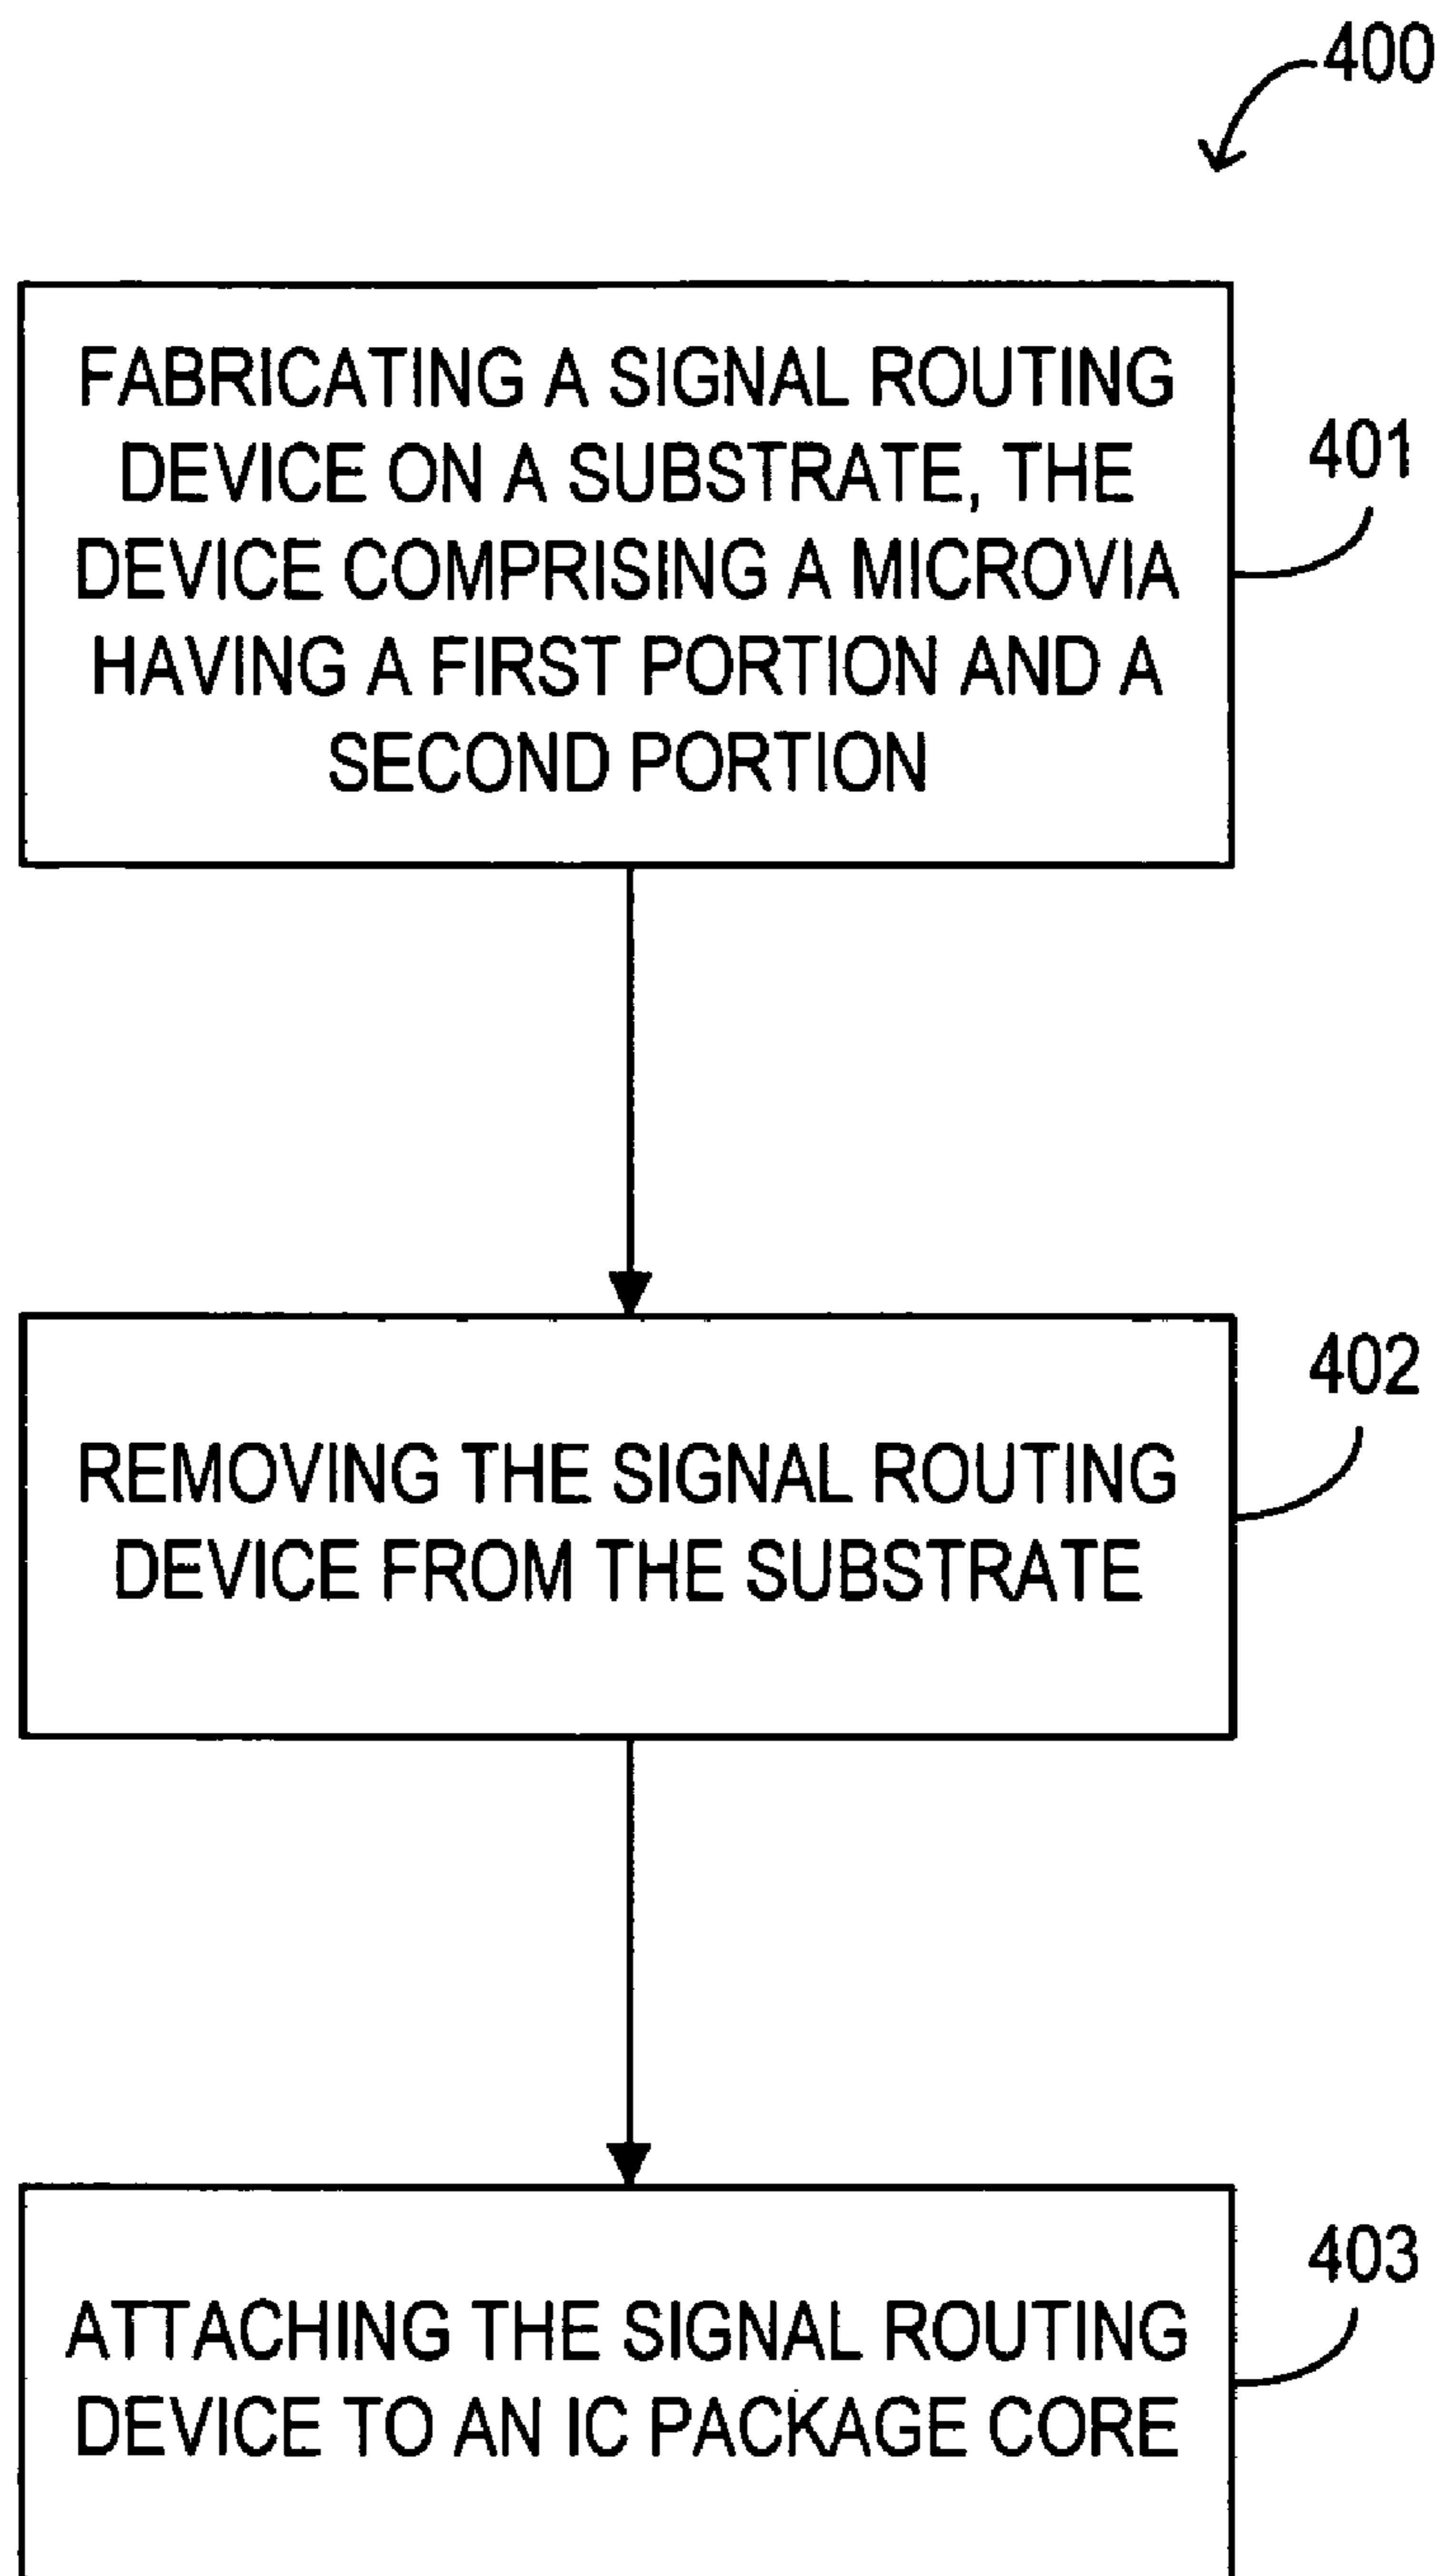 400
FABRICATING A SIGNAL ROUTING
DEVICE ON A SUBSTRATE, THE
DEVICE COMPRISING A MICROVIA
HAVING A FIRST PORTION AND A
SECOND PORTION
401
REMOVING THE SIGNAL ROUTING
DEVICE FROM THE SUBSTRATE
402
ATTACHING THE SIGNAL ROUTING
DEVICE TO AN IC PACKAGE CORE
403